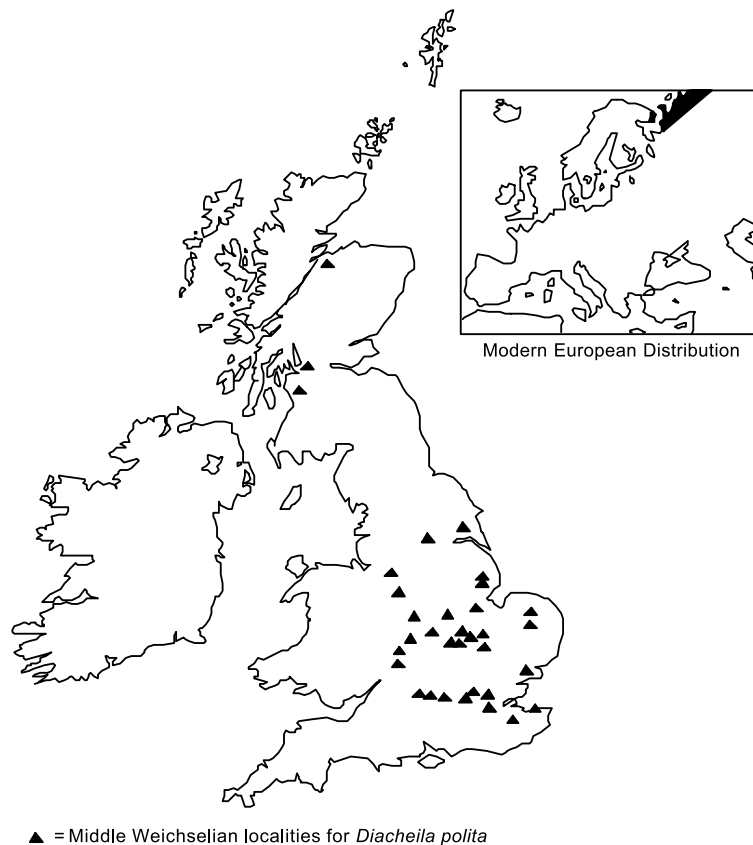 Modern European Distribution
▲ = Middle Weichselian localities for Diacheila polita